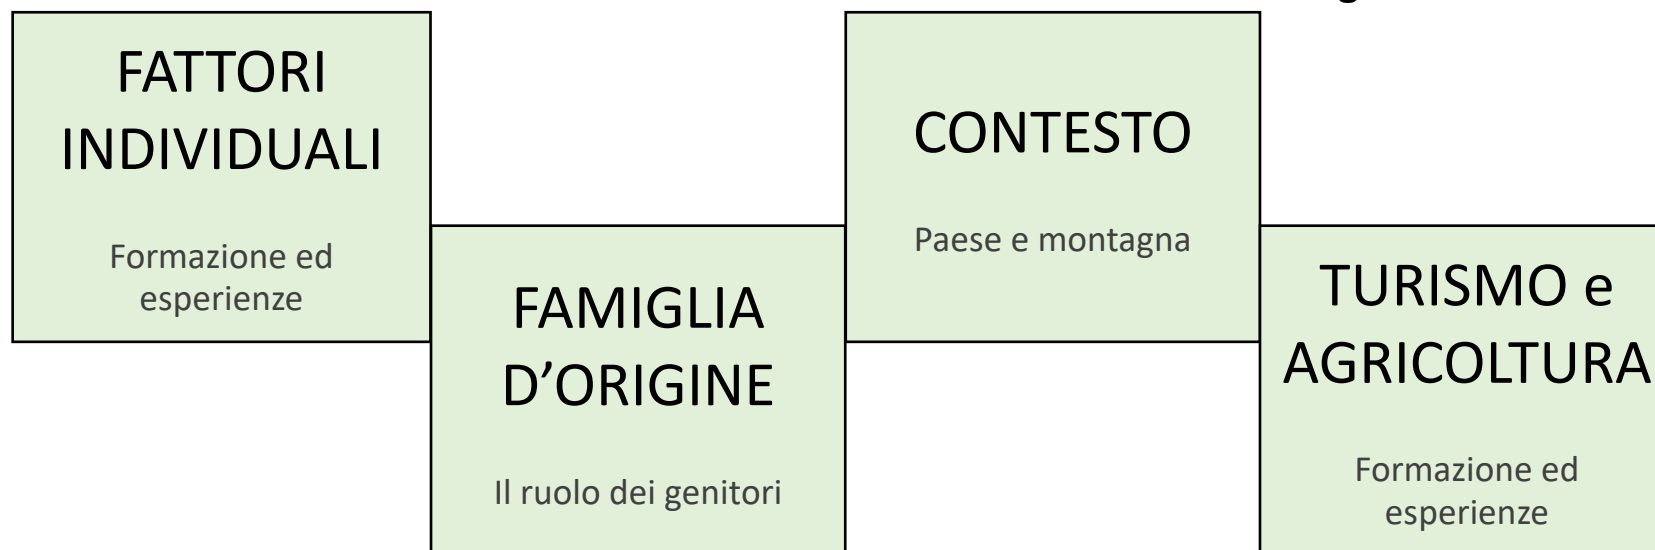 FATTORI
INDIVIDUALI
Formazione ed
esperienze
FAMIGLIA
D'ORIGINE
Il ruolo dei genitori
CONTESTO
Paese e montagna
TURISMO e
AGRICOLTURA
Formazione ed
esperienze